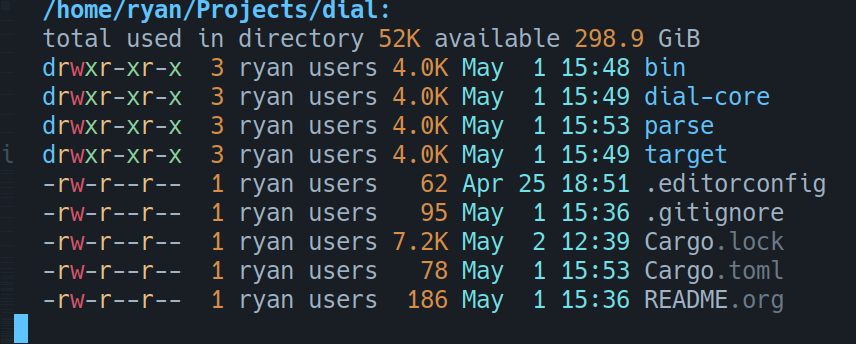 /home/ryan/Projects/dial:
total used in directory 52K available 298.9 GiB
drwxr-xr-x  3 ryan users 4.0K May  1 15:48 bin
drwxr-xr-x  3 ryan users 4.0K May  1 15:49 dial-core
drwxr-xr-x  3 ryan users 4.0K May  1 15:53 parse
i drwxr-xr-x  3 ryan users 4.0K May  1 15:49 target
-rw-r--r--  1 ryan users   62 Apr 25 18:51 .editorconfig
-rw-r--r--  1 ryan users   95 May  1 15:36 .gitignore
-rw-r--r--  1 ryan users 7.2K May  2 12:39 Cargo.lock
-rw-r--r--  1 ryan users   78 May  1 15:53 Cargo.toml
-rw-r--r--  1 ryan users  186 May  1 15:36 README.org